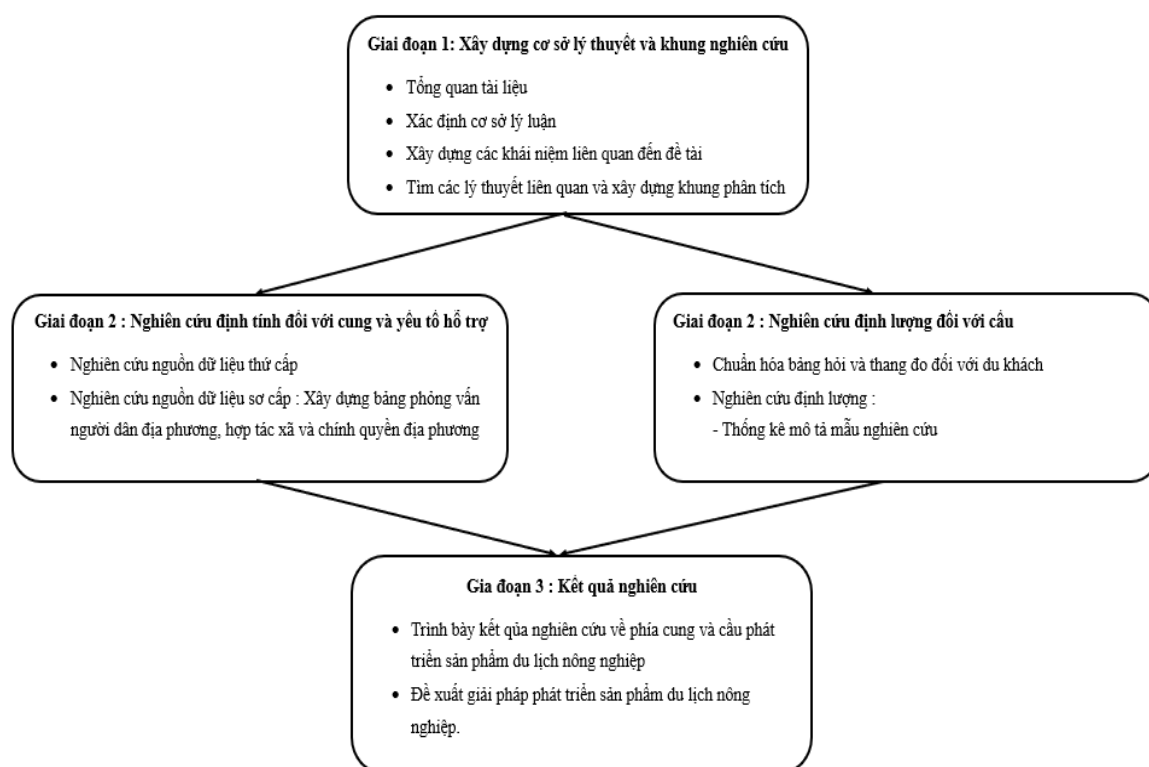 Giai đoạn 1: Xây dựng cơ sở lý thuyết và khung nghiên cứu
• Tổng quan tài liệu
• Xác định cơ sở lý luận
• Xây dựng các khái niệm liên quan đến đề tài
• Tìm các lý thuyết liên quan và xây dựng khung phân tích
Giai đoạn 2 : Nghiên cứu định tính đối với cung và yếu tố hỗ trợ
• Nghiên cứu nguồn dữ liệu thứ cấp
• Nghiên cứu nguồn dữ liệu sơ cấp : Xây dựng bảng phỏng vấn
người dân địa phương, hợp tác xã và chính quyền địa phương
Giai đoạn 2 : Nghiên cứu định lượng đối với cầu
• Chuẩn hóa bảng hỏi và thang đo đối với du khách
• Nghiên cứu định lượng :
- Thống kê mô tả mẫu nghiên cứu
Gia đoạn 3 : Kết quả nghiên cứu
• Trình bày kết qủa nghiên cứu về phía cung và cầu phát
triển sản phẩm du lịch nông nghiệp
• Đề xuất giải pháp phát triển sản phẩm du lịch nông
nghiệp.